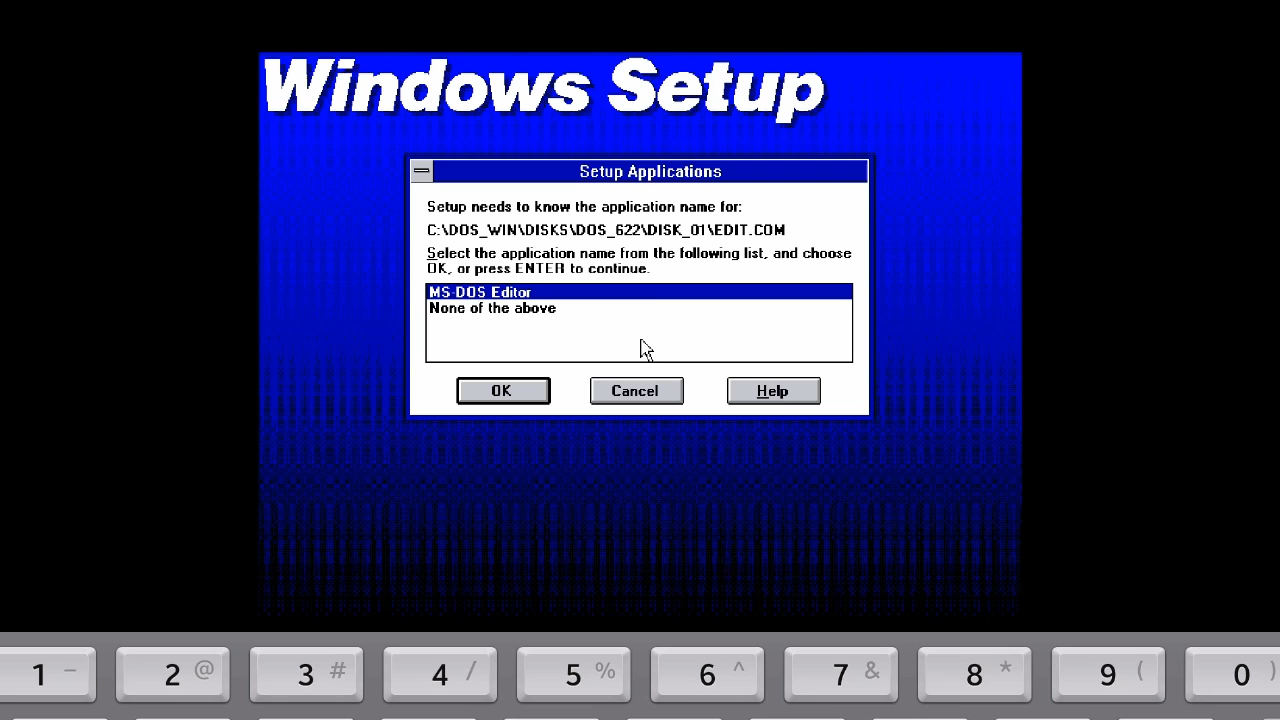 Windows Setup
Setup Applications
Setup needs to know the application name for:
C:\DOS_WIN\DISKS\DOS_622\DISK_01\EDIT.COM
Select the application name from the following list, and choose
OK, or press ENTER to continue.
MS-DOS Editor
None of the above
OK Cancel Help
1 - 2 @ 3 # 4 / 5 % 6 ^ 7 & 8 * 9 ( 0 )